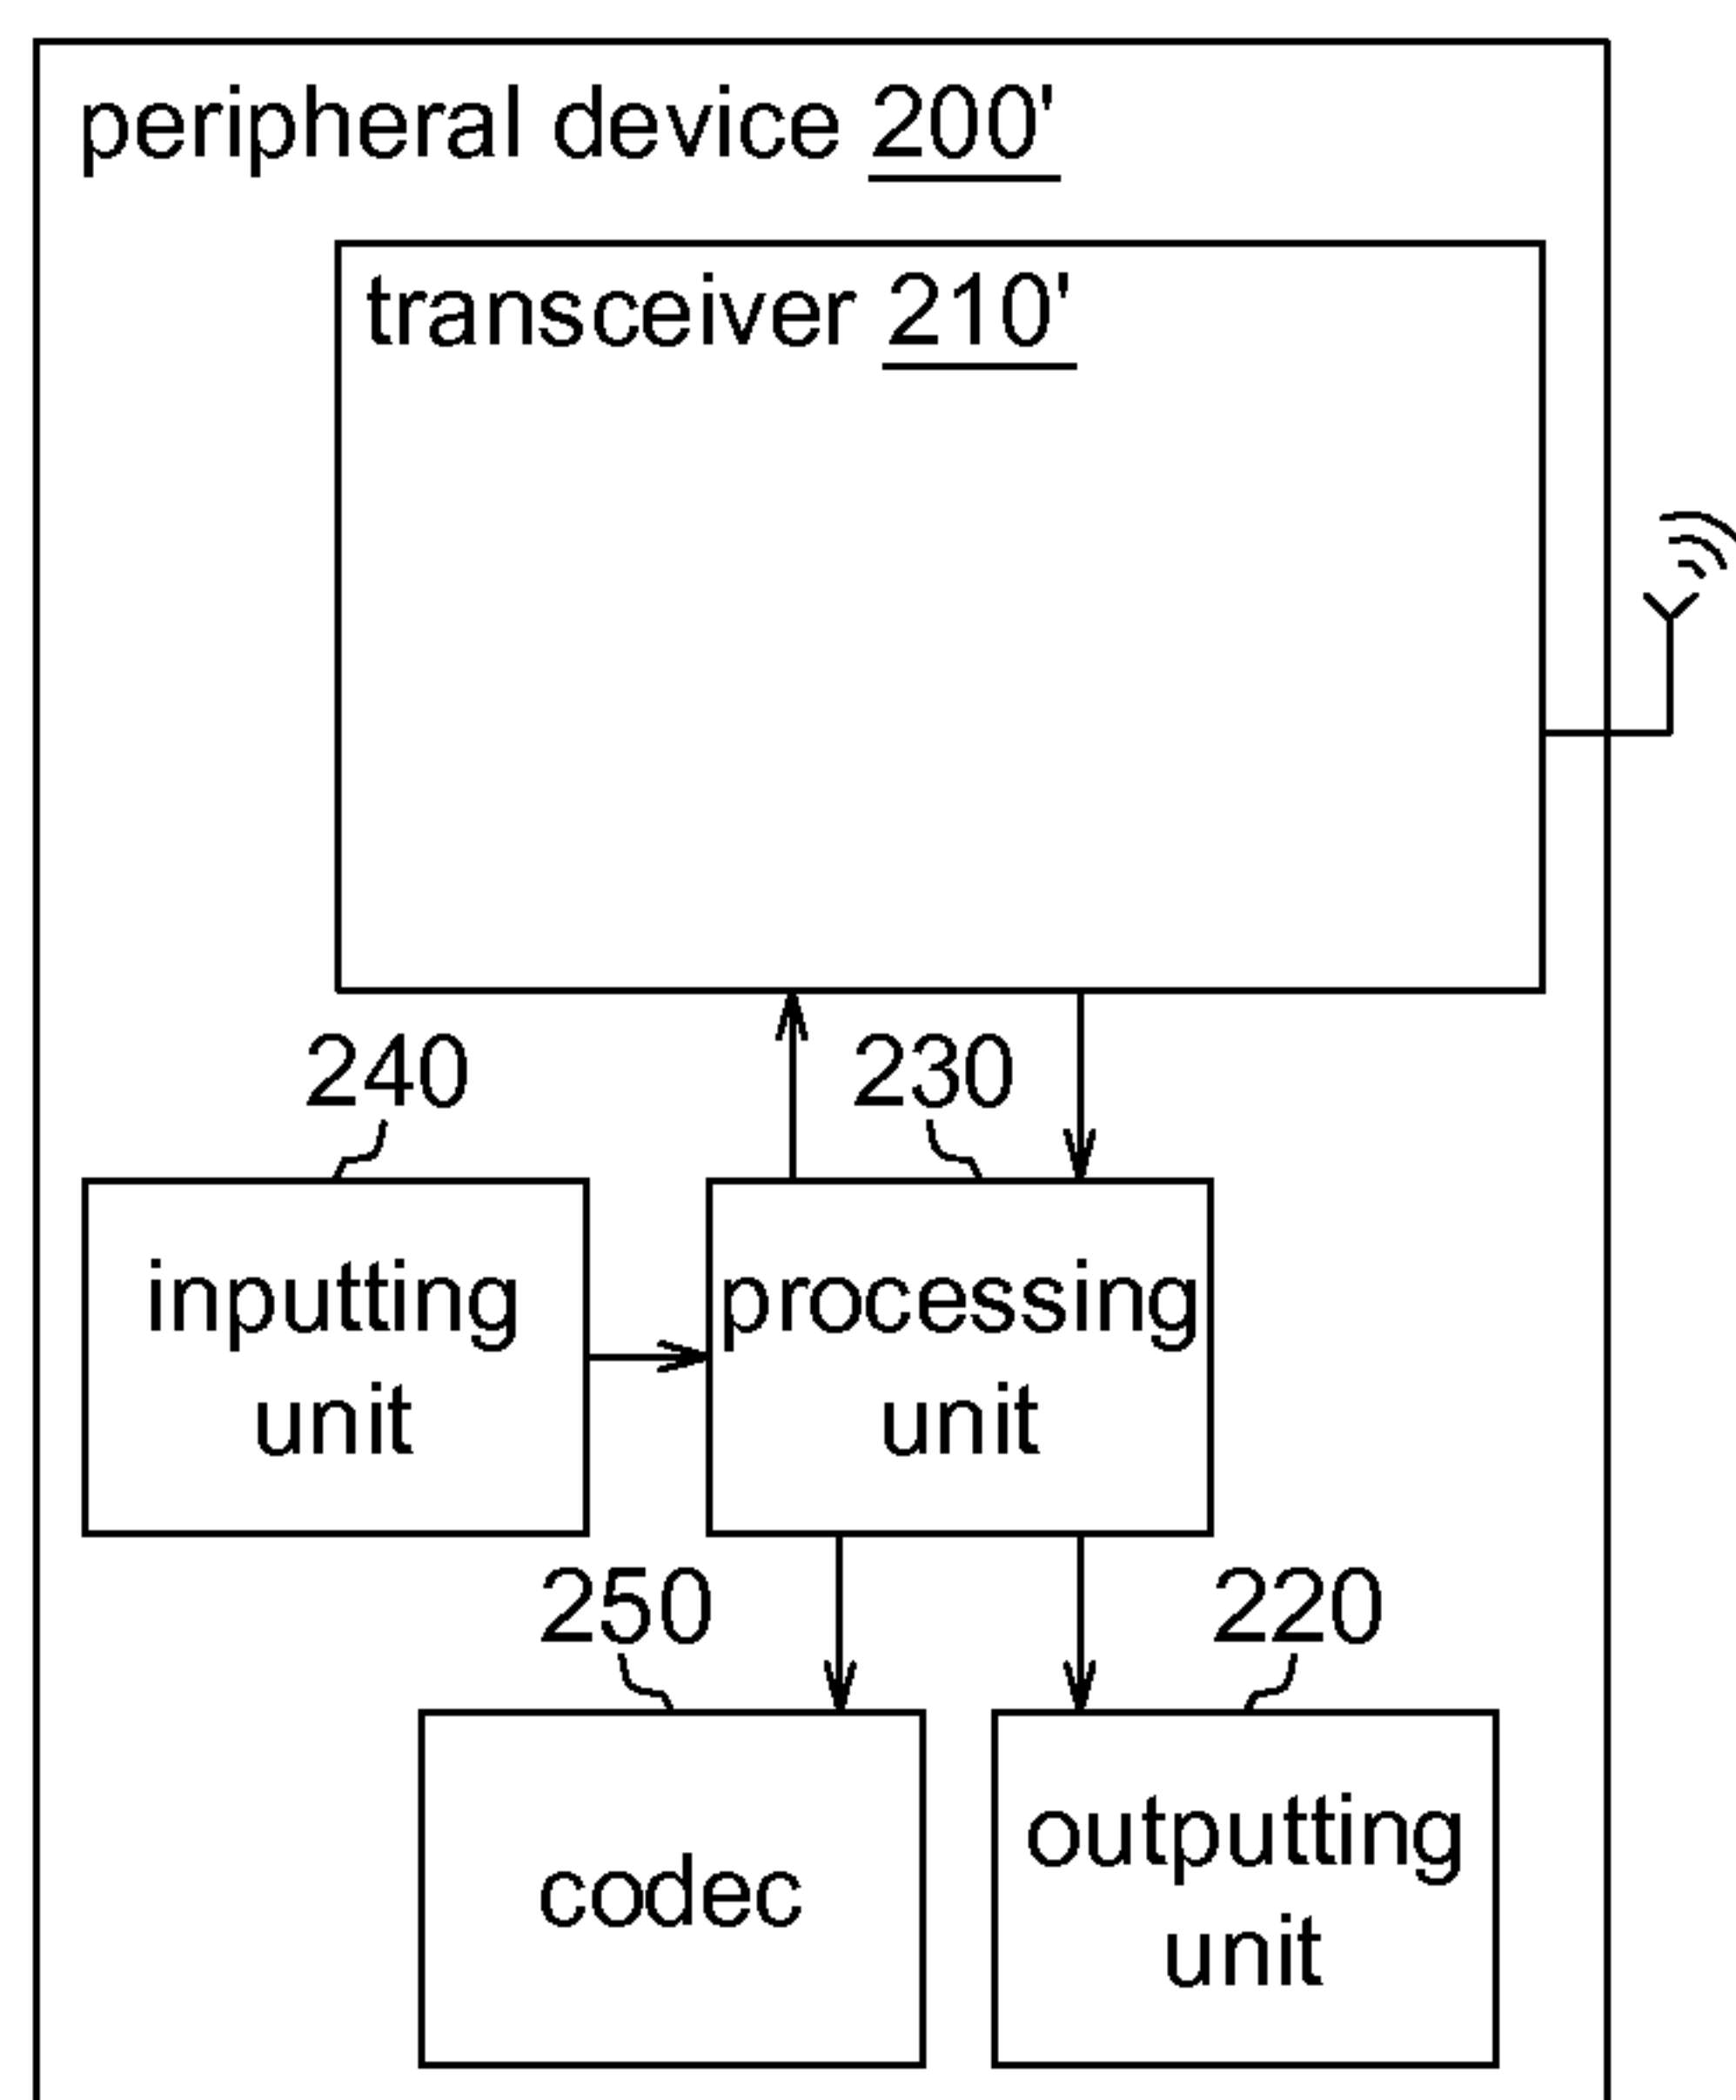 peripheral device 200'
transceiver 210'
240
230
inputting
unit
processing
unit
250
220
codec
outputting
unit